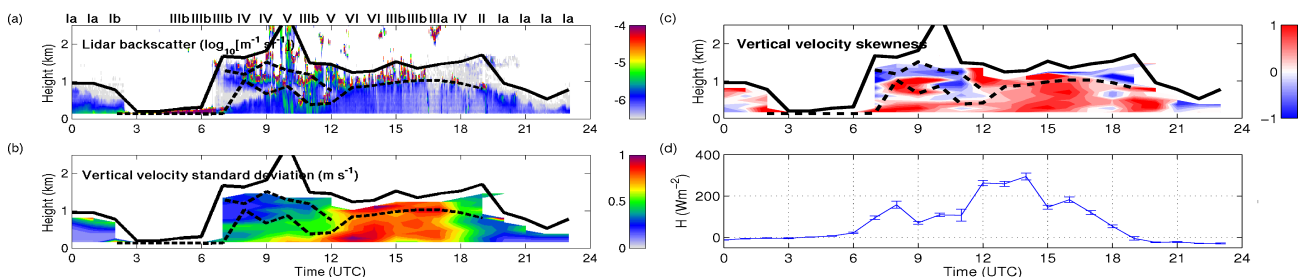 (a)
Ia Ia Ib IIIb IIIb IIIb IV IV V IIIb V VI VI IIIb IIIb IIIa IV II Ia Ia Ia Ia
Lidar backscatter (log10[m-1 sr-1])
Height (km)
2
1
0
0 3 6 9 12 15 18 21 24
-4
-5
-6
(b)
Vertical velocity standard deviation (m s-1)
Height (km)
2
1
0
0 3 6 9 12 15 18 21 24
Time (UTC)
1
0.5
0
(c)
Vertical velocity skewness
Height (km)
2
1
0
0 3 6 9 12 15 18 21 24
1
0
−1
(d)
H (Wm-2)
400
200
0
0 3 6 9 12 15 18 21 24
Time (UTC)